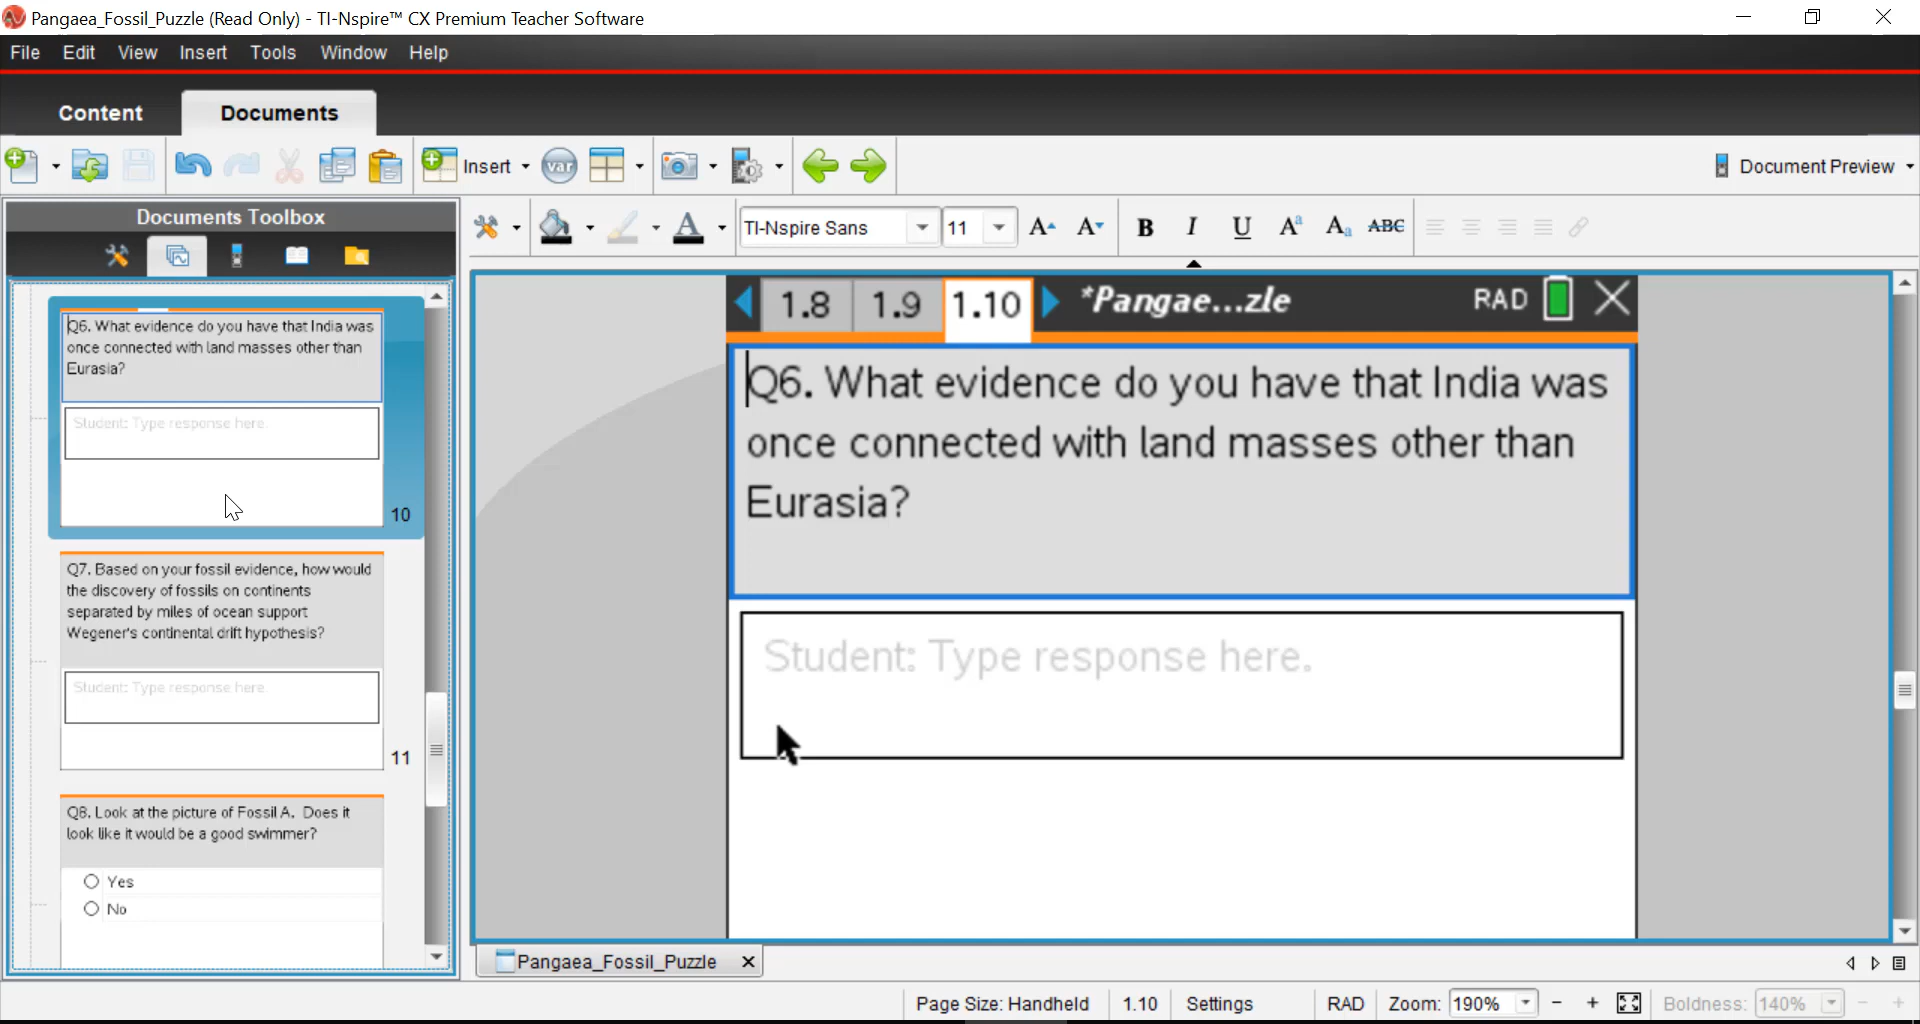 Pangaea_Fossil_Puzzle (Read Only) - TI-Nspire™ CX Premium Teacher Software
File Edit View Insert Tools Window Help
Content Documents
Insert var Document Preview
Documents Toolbox
TI-Nspire Sans 11 A A B I U Aa Aa ABC
Q6. What evidence do you have that India was
once connected with land masses other than
Eurasia?
Student: Type response here.
10
Q7. Based on your fossil evidence, how would
the discovery of fossils on continents
separated by miles of ocean support
Wegener's continental drift hypothesis?
Student: Type response here.
11
Q8. Look at the picture of Fossil A. Does it
look like it would be a good swimmer?
Yes
No
1.8 1.9 1.10 *Pangae...zle RAD
Q6. What evidence do you have that India was
once connected with land masses other than
Eurasia?
Student: Type response here.
Pangaea_Fossil_Puzzle
Page Size: Handheld 1.10 Settings RAD Zoom: 190% Boldness: 140%